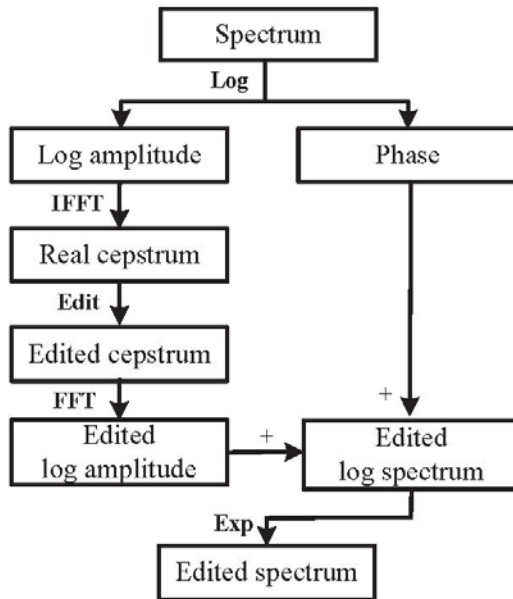 Spectrum
Log
Log amplitude
Phase
IFFT
Real cepstrum
Edit
Edited cepstrum
FFT
+
Edited
log amplitude
+
Edited
log spectrum
Exp
Edited spectrum